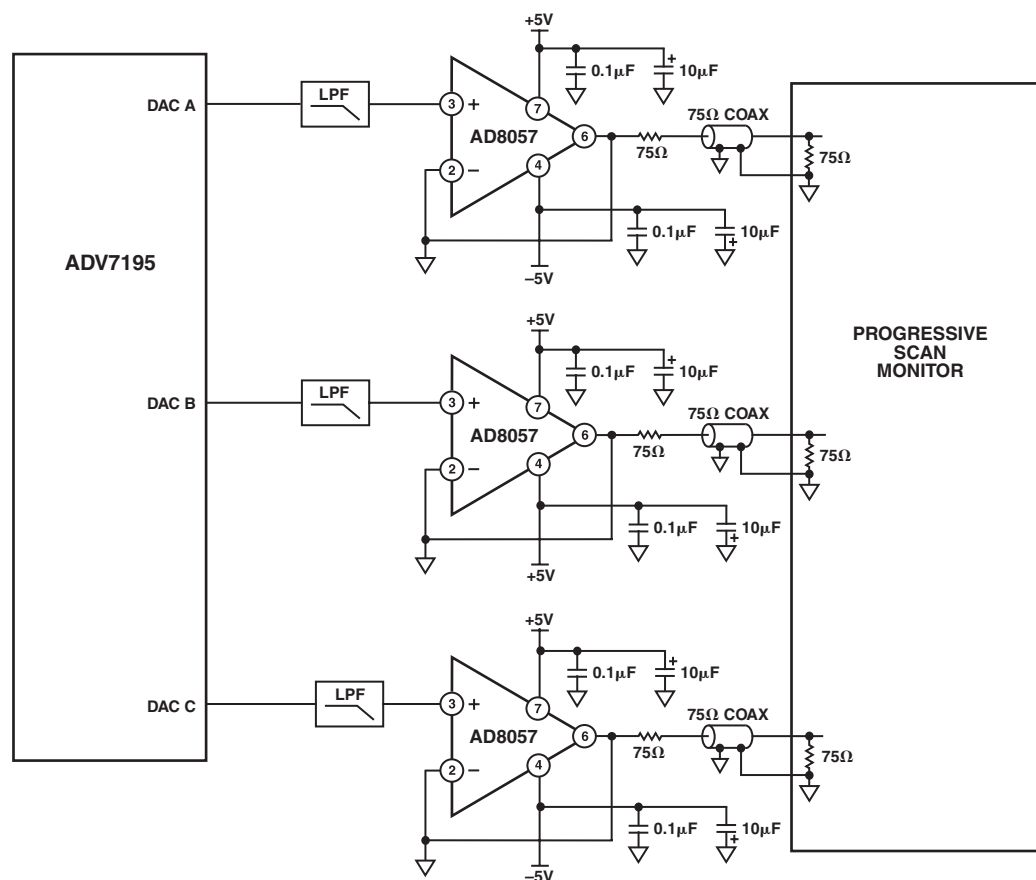 ADV7195
DAC A
LPF
3
+
2
−
AD8057
7
6
4
+5V
0.1μF
10μF
+
75Ω
75Ω COAX
75Ω
0.1μF
10μF
+
−5V
DAC B
LPF
3
+
2
−
AD8057
7
6
4
+5V
0.1μF
10μF
+
75Ω
75Ω COAX
75Ω
0.1μF
10μF
+
+5V
DAC C
LPF
3
+
2
−
AD8057
7
6
4
+5V
0.1μF
10μF
+
75Ω
75Ω COAX
75Ω
0.1μF
10μF
+
−5V
PROGRESSIVE
SCAN
MONITOR